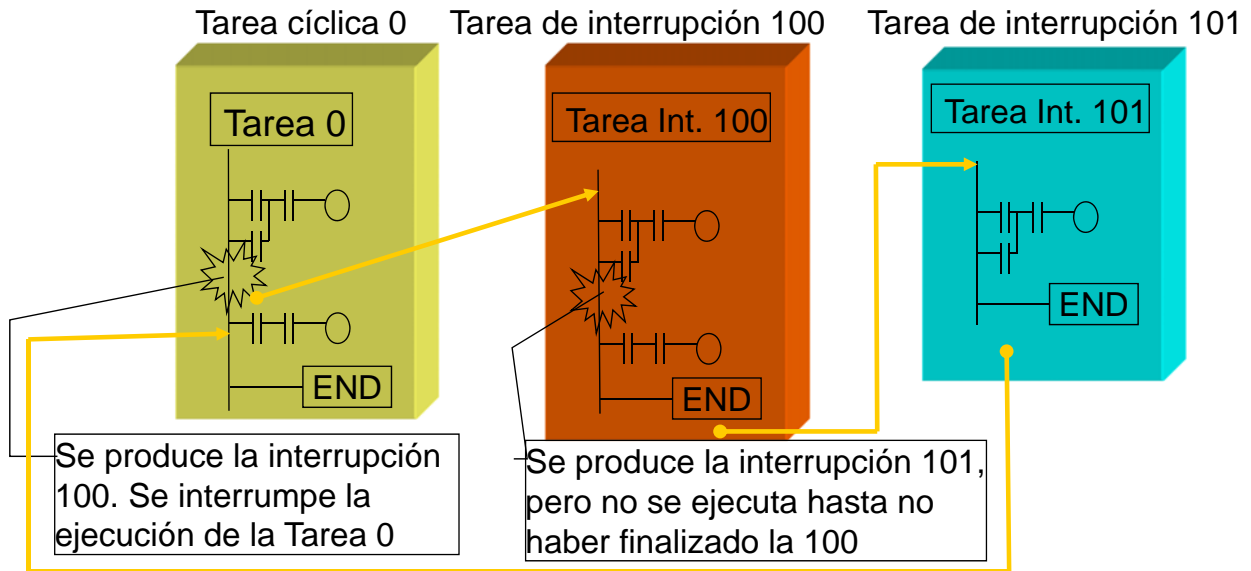 Tarea cíclica 0
Tarea de interrupción 100
Tarea de interrupción 101
Tarea 0
Tarea Int. 100
Tarea Int. 101
END
END
END
Se produce la interrupción
100. Se interrumpe la
ejecución de la Tarea 0
Se produce la interrupción 101,
pero no se ejecuta hasta no
haber finalizado la 100